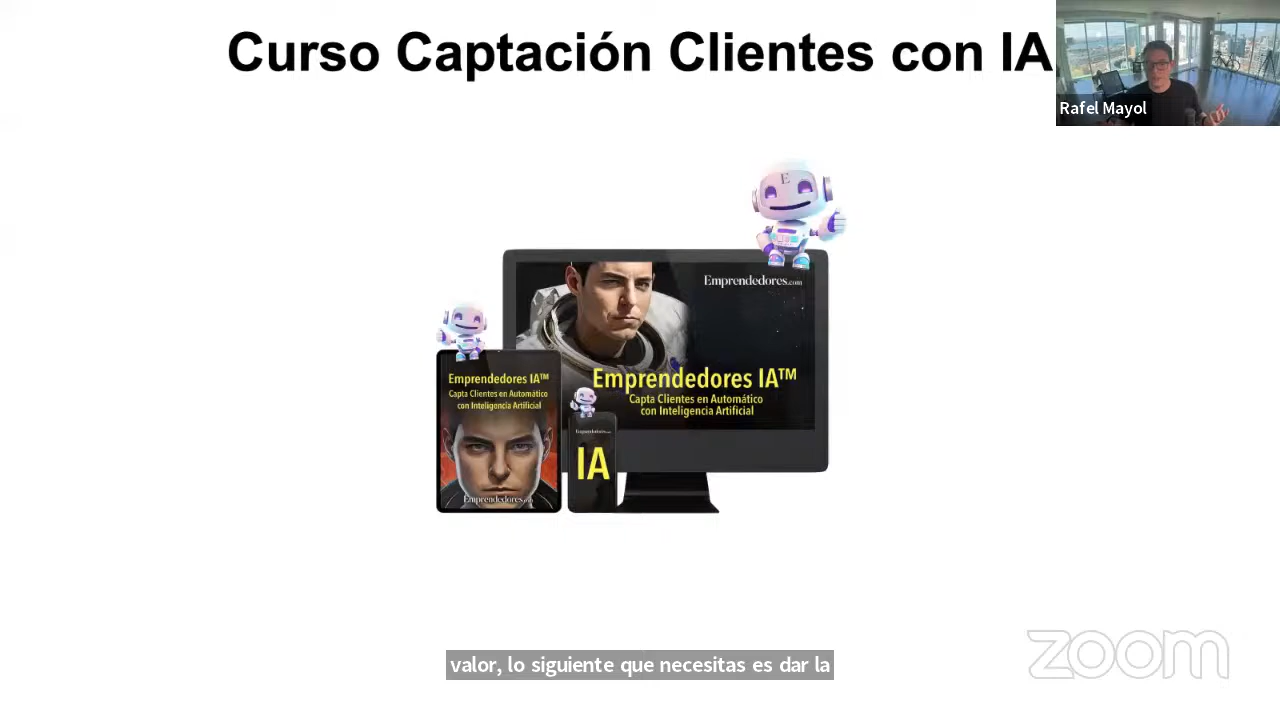 Curso Captación Clientes con IA
Rafel Mayol
E
Emprendedores.com
Emprendedores IA™
Capta Clientes en Automático
con Inteligencia Artificial
Emprendedores IA™
Capta Clientes en Automático
con Inteligencia Artificial
Emprendedores.com
Emprendedores.com
IA
valor, lo siguiente que necesitas es dar la
zoom